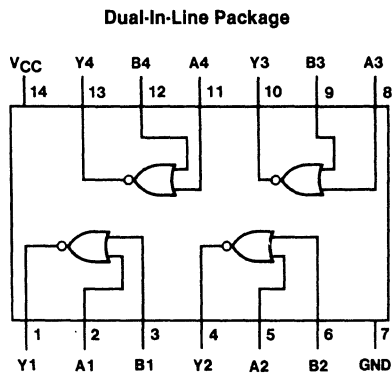 Dual-In-Line Package
VCC Y4 B4 A4 Y3 B3 A3
14 13 12 11 10 9 8
1 2 3 4 5 6 7
Y1 A1 B1 Y2 A2 B2 GND